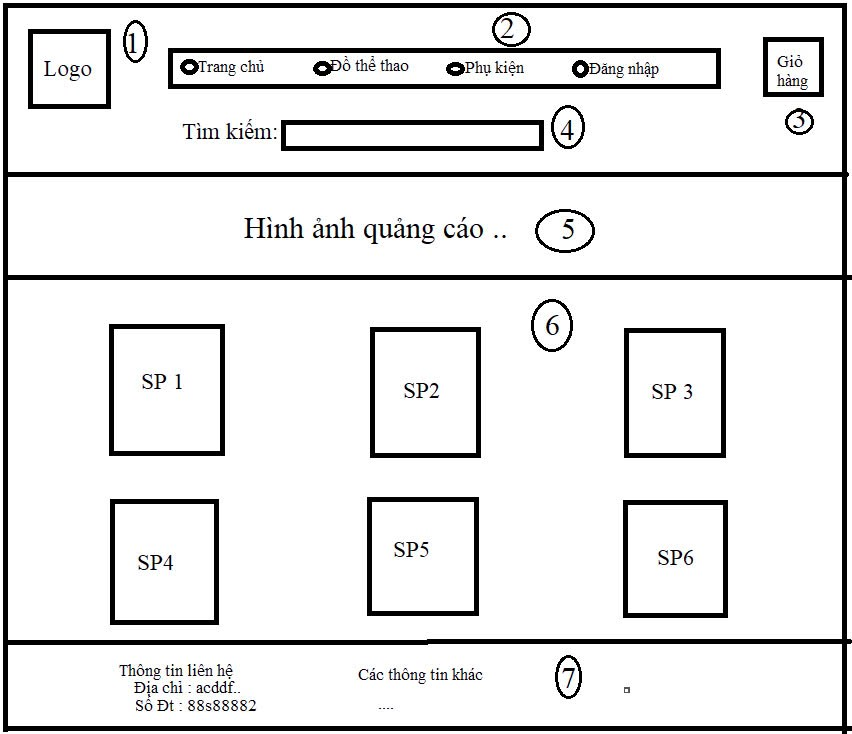 Logo
1
2
Trang chủ
Đồ thể thao
Phụ kiện
Đăng nhập
Giỏ
hàng
3
Tìm kiếm:
4
Hình ảnh quảng cáo ..
5
6
SP 1
SP2
SP 3
SP4
SP5
SP6
Thông tin liên hệ
Địa chỉ : acddf..
Số Đt : 88s88882
Các thông tin khác
....
7